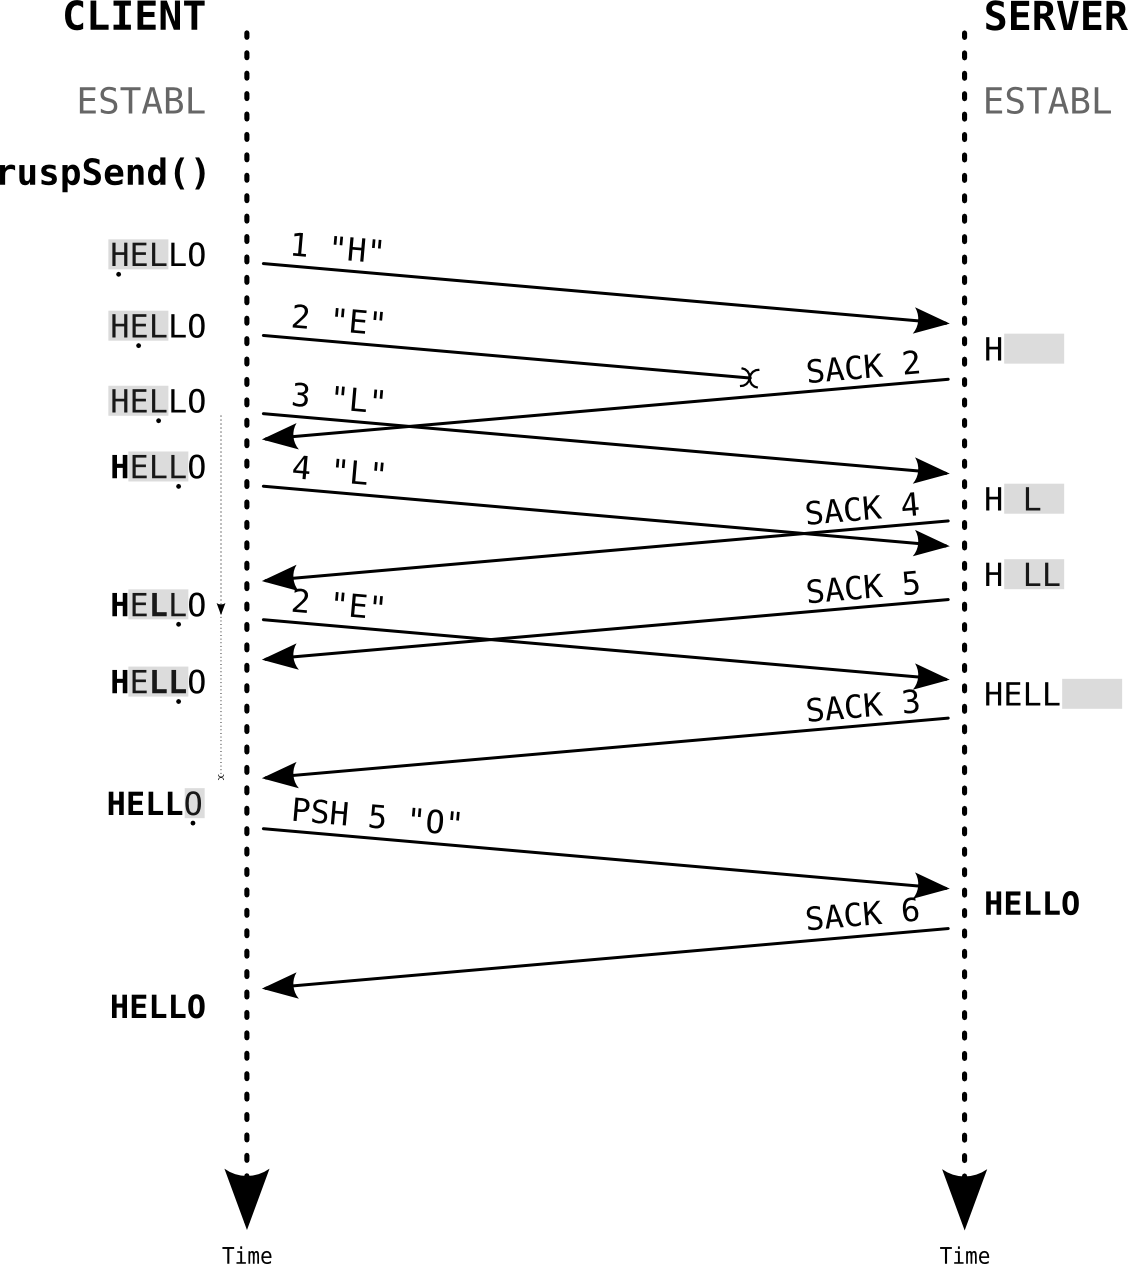 CLIENT
SERVER
ESTABL
ESTABL
ruspSend()
HELLO
1 "H"
HELLO
2 "E"
H
SACK 2
HELLO
3 "L"
HELLO
4 "L"
H L
SACK 4
H LL
SACK 5
HELLO
2 "E"
HELLO
HELL
SACK 3
HELLO
PSH 5 "O"
HELLO
SACK 6
HELLO
Time
Time